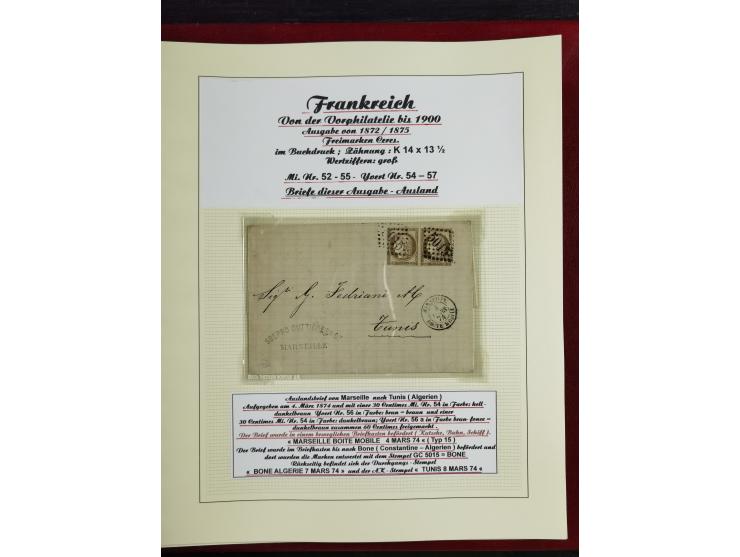 Frankreich
Von der Vorphilatelie bis 1900
Ausgabe von 1872 / 1875
Freimarken Ceres.
im Buchdruck ; Zähnung : K 14 x 13 ½
Wertziffern: groß
Mi. Nr. 52 - 55 - Yvert Nr. 54 – 57
Briefe dieser Ausgabe - Ausland
Sigr G. Fedriani
Tunis
MARSEILLE
Auslandsbrief von Marseille nach Tunis ( Algerien )
Aufgegeben am 4. März 1874 und mit einer 30 Centimes Mi. Nr. 54 in Farbe: hell -
dunkelbraun Yvert Nr. 56 in Farbe: brun – braun und einer
30 Centimes Mi. Nr. 54 in Farbe: dunkelbraun; Yvert Nr. 56 a Farbe brun- fonce –
dunkelbraun zusammen 60 Centimes freigemacht -
Der Brief wurde in einem beweglichen Briefkasten befördert ( Kutsche, Bahn, Schiff ).
« MARSEILLE BOITE MOBILE 4 MARS 74 « ( Typ 15 )
Der Brief wurde im Briefkasten bis nach Bone ( Constantine – Algerien ) befördert und
dort wurden die Marken entwertet mit dem Stempel GC 5015 = BONE
Rückseitig befindet sich der Durchgangs - Stempel
« BONE ALGERIE 7 MARS 74 » und der A.K. - Stempel « TUNIS 8 MARS 74 «